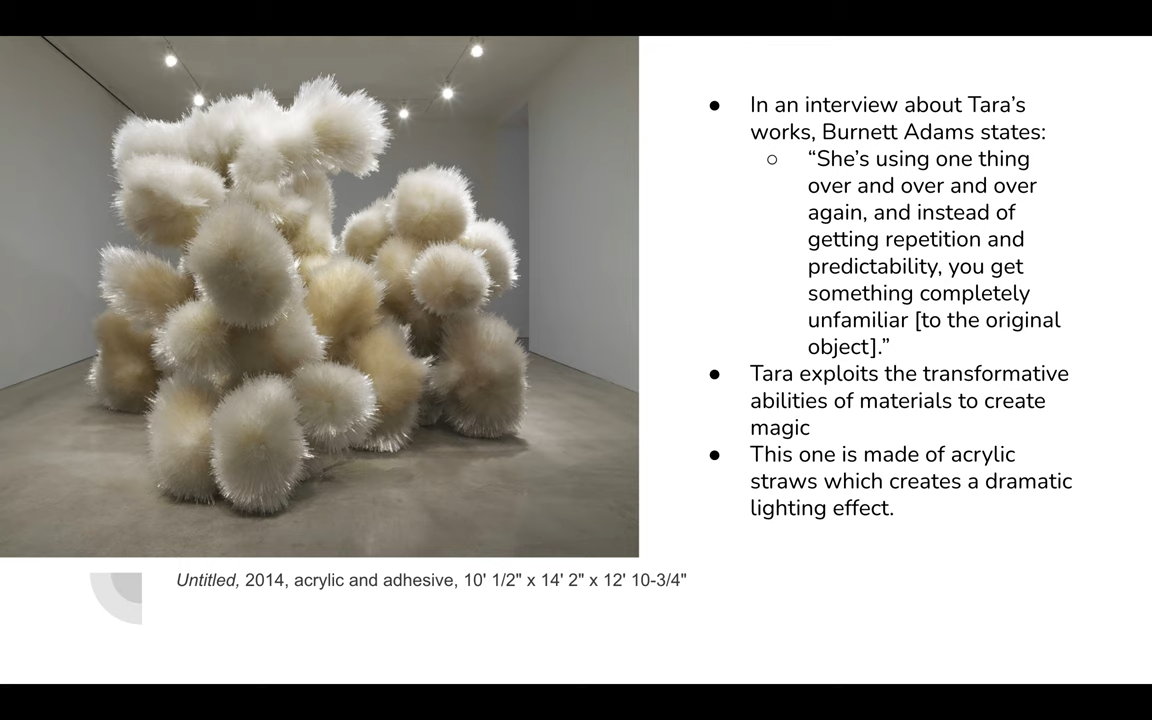 ● In an interview about Tara’s
works, Burnett Adams states:
○ “She’s using one thing
over and over and over
again, and instead of
getting repetition and
predictability, you get
something completely
unfamiliar [to the original
object].”
● Tara exploits the transformative
abilities of materials to create
magic
● This one is made of acrylic
straws which creates a dramatic
lighting effect.
Untitled, 2014, acrylic and adhesive, 10' 1/2" x 14' 2" x 12' 10-3/4"